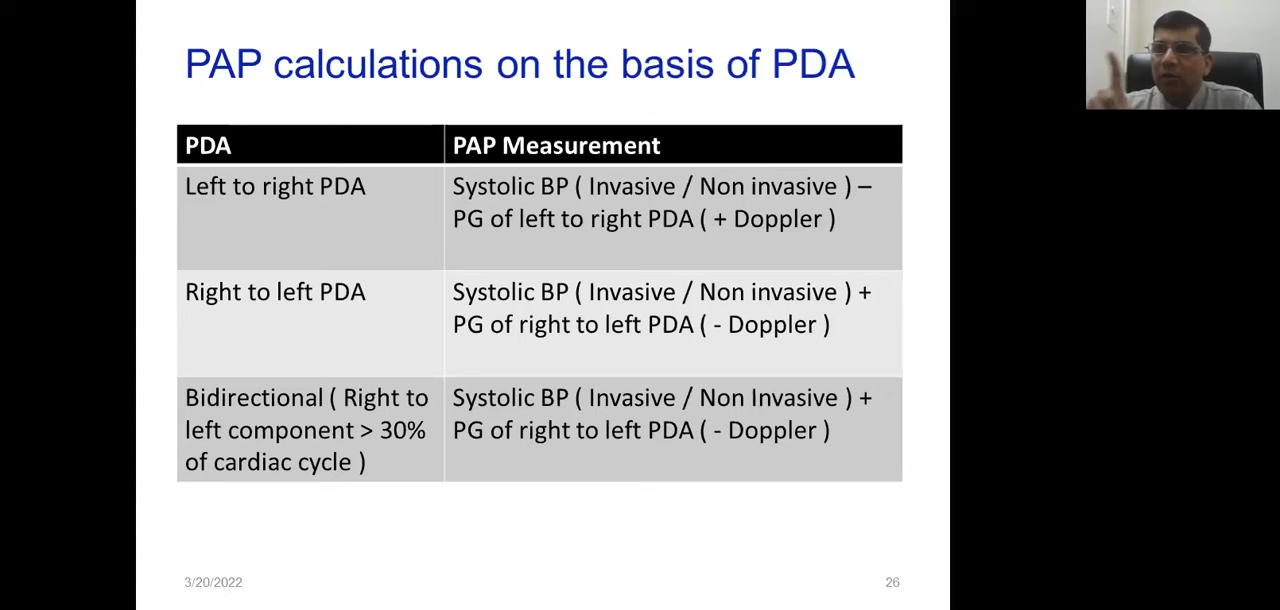 PAP calculations on the basis of PDA
PDA
PAP Measurement
Left to right PDA
Systolic BP ( Invasive / Non invasive ) –
PG of left to right PDA ( + Doppler )
Right to left PDA
Systolic BP ( Invasive / Non invasive ) +
PG of right to left PDA ( - Doppler )
Bidirectional ( Right to
left component > 30%
of cardiac cycle )
Systolic BP ( Invasive / Non Invasive ) +
PG of right to left PDA ( - Doppler )
3/20/2022
26